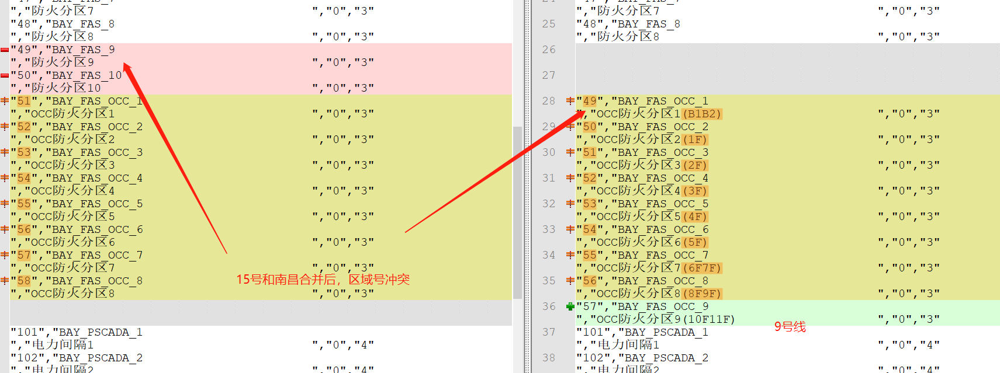 ","防火分区7 ","0","3"
"48","BAY_FAS_8
","防火分区8 ","0","3"
"49","BAY_FAS_9
","防火分区9 ","0","3"
"50","BAY_FAS_10
","防火分区10 ","0","3"
"51","BAY_FAS_OCC_1
","OCC防火分区1 ","0","3"
"52","BAY_FAS_OCC_2
","OCC防火分区2 ","0","3"
"53","BAY_FAS_OCC_3
","OCC防火分区3 ","0","3"
"54","BAY_FAS_OCC_4
","OCC防火分区4 ","0","3"
"55","BAY_FAS_OCC_5
","OCC防火分区5 ","0","3"
"56","BAY_FAS_OCC_6
","OCC防火分区6 ","0","3"
"57","BAY_FAS_OCC_7
","OCC防火分区7 ","0","3"
15号和南昌合并后，区域号冲突
"58","BAY_FAS_OCC_8
","OCC防火分区8 ","0","3"
"101","BAY_PSCADA_1
","电力间隔1 ","0","4"
"102","BAY_PSCADA_2
","电力间隔2 ","0","4"
","防火分区7 ","0","3"
25 "48","BAY_FAS_8
","防火分区8 ","0","3"
26
27
28 "49","BAY_FAS_OCC_1
","OCC防火分区1(B1B2) ","0","3"
29 "50","BAY_FAS_OCC_2
","OCC防火分区2(1F) ","0","3"
30 "51","BAY_FAS_OCC_3
","OCC防火分区3(2F) ","0","3"
31 "52","BAY_FAS_OCC_4
","OCC防火分区4(3F) ","0","3"
32 "53","BAY_FAS_OCC_5
","OCC防火分区5(4F) ","0","3"
33 "54","BAY_FAS_OCC_6
","OCC防火分区6(5F) ","0","3"
34 "55","BAY_FAS_OCC_7
","OCC防火分区7(6F7F) ","0","3"
35 "56","BAY_FAS_OCC_8
","OCC防火分区8(8F9F) ","0","3"
36 "57","BAY_FAS_OCC_9
","OCC防火分区9(10F11F) ","0","3"
9号线
37 "101","BAY_PSCADA_1
","电力间隔1 ","0","4"
38 "102","BAY_PSCADA_2
","电力间隔2 ","0","4"